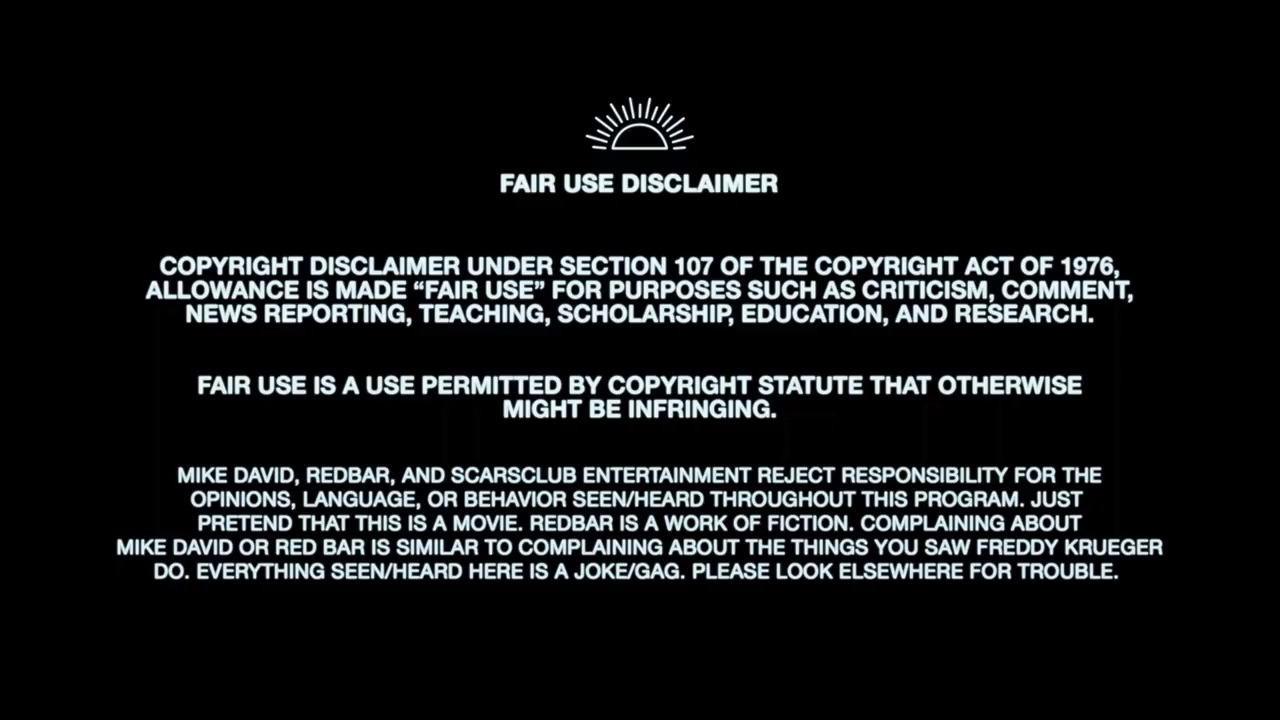 FAIR USE DISCLAIMER
COPYRIGHT DISCLAIMER UNDER SECTION 107 OF THE COPYRIGHT ACT OF 1976,
ALLOWANCE IS MADE “FAIR USE” FOR PURPOSES SUCH AS CRITICISM, COMMENT,
NEWS REPORTING, TEACHING, SCHOLARSHIP, EDUCATION, AND RESEARCH.
FAIR USE IS A USE PERMITTED BY COPYRIGHT STATUTE THAT OTHERWISE
MIGHT BE INFRINGING.
MIKE DAVID, REDBAR, AND SCARSCLUB ENTERTAINMENT REJECT RESPONSIBILITY FOR THE
OPINIONS, LANGUAGE, OR BEHAVIOR SEEN/HEARD THROUGHOUT THIS PROGRAM. JUST
PRETEND THAT THIS IS A MOVIE. REDBAR IS A WORK OF FICTION. COMPLAINING ABOUT
MIKE DAVID OR RED BAR IS SIMILAR TO COMPLAINING ABOUT THE THINGS YOU SAW FREDDY KRUEGER
DO. EVERYTHING SEEN/HEARD HERE IS A JOKE/GAG. PLEASE LOOK ELSEWHERE FOR TROUBLE.